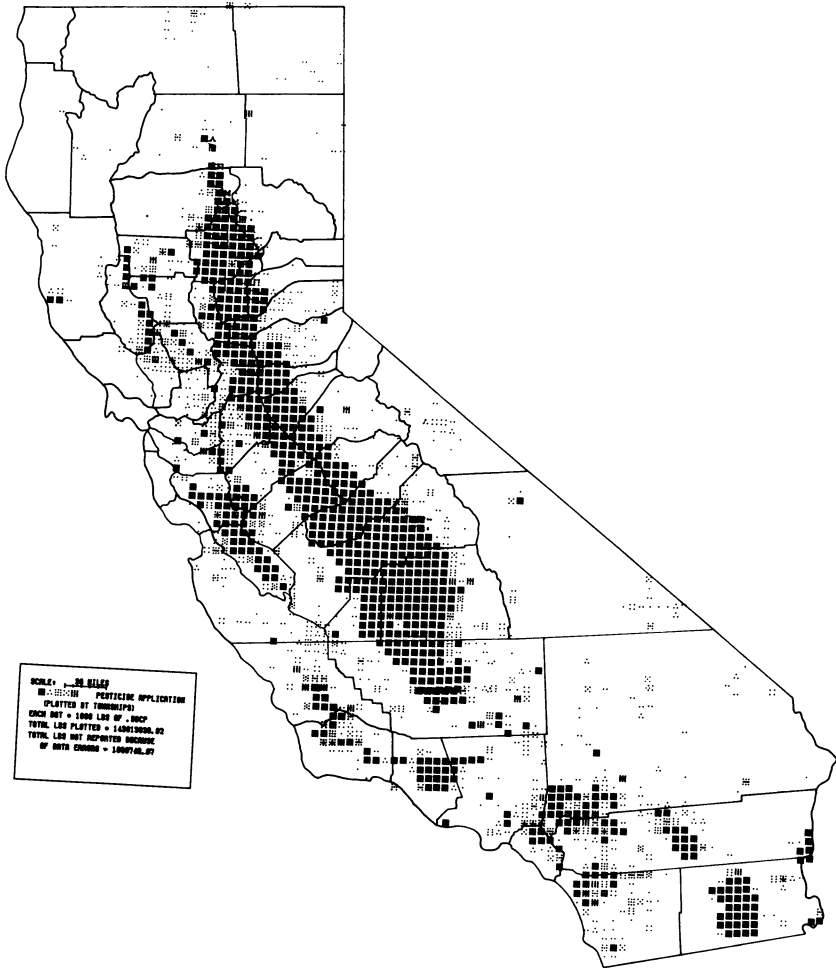 SCALE: 30 MILES
PESTICIDE APPLICATION
(PLOTTED BY TOWNSHIPS)
EACH DOT = 1000 LBS OF
TOTAL LBS PLOTTED =
TOTAL LBS NOT REPORTED BECAUSE
OF DATA ERRORS =